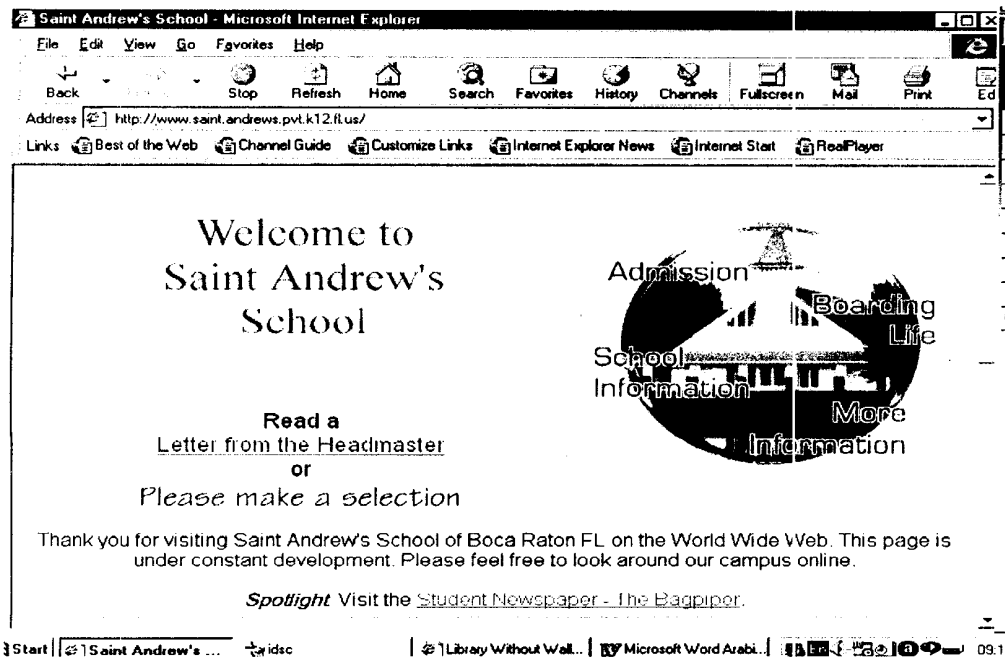 Saint Andrew's School - Microsoft Internet Explorer
File Edit View Go Favorites Help
Back Stop Refresh Home Search Favorites History Channels Fullscreen Mail Print Ed
Address http://www.saint.andrews.pvt.k12.fl.us/
Links Best of the Web Channel Guide Customize Links Internet Explorer News Internet Start RealPlayer
Welcome to
Saint Andrew's
School
Admission
Boarding
Life
School
Information
More
Information
Read a
Letter from the Headmaster
or
Please make a selection
Thank you for visiting Saint Andrew's School of Boca Raton FL on the World Wide Web. This page is
under constant development. Please feel free to look around our campus online.
Spotlight Visit the Student Newspaper - The Bagpiper.
Start Saint Andrew's ... idsc Library Without Wall... Microsoft Word Arabi... 09:1